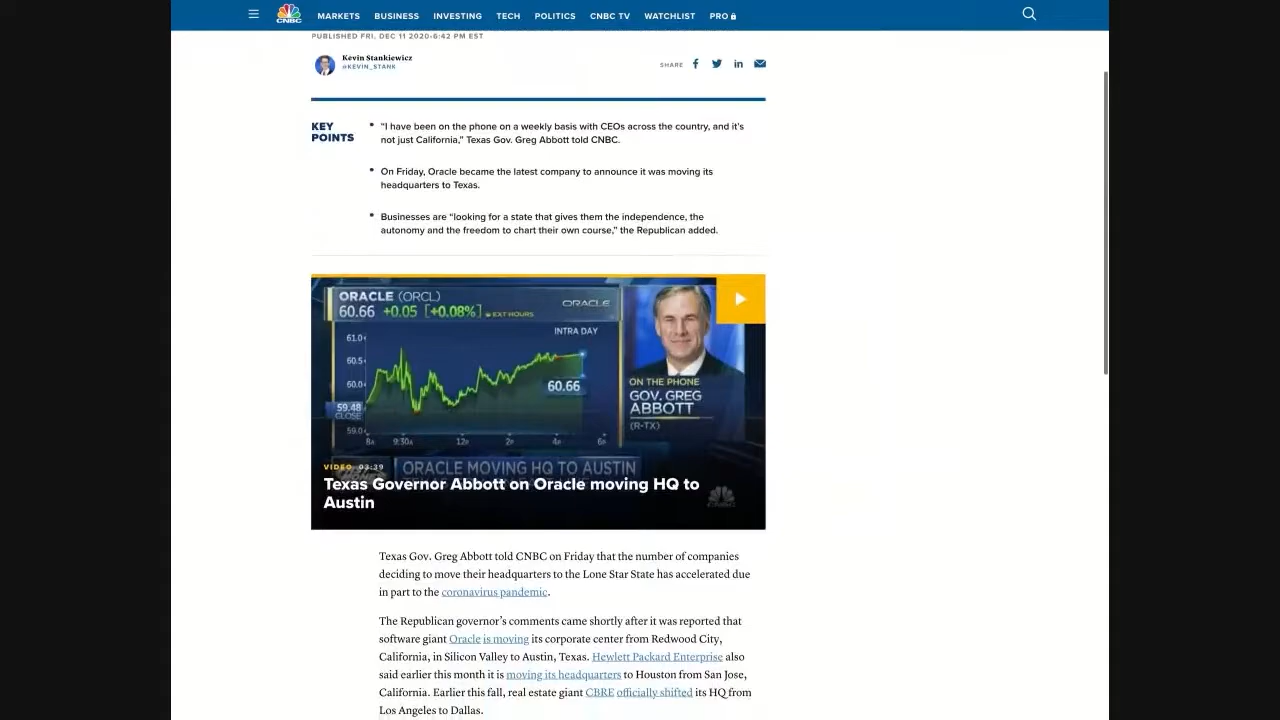 CNBC MARKETS BUSINESS INVESTING TECH POLITICS CNBC TV WATCHLIST PRO
PUBLISHED FRI, DEC 11 2020-6:42 PM EST
Kevin Stankiewicz
@KEVIN_STANK
SHARE
KEY
POINTS
“I have been on the phone on a weekly basis with CEOs across the country, and it’s
not just California,” Texas Gov. Greg Abbott told CNBC.
On Friday, Oracle became the latest company to announce it was moving its
headquarters to Texas.
Businesses are “looking for a state that gives them the independence, the
autonomy and the freedom to chart their own course,” the Republican added.
ORACLE (ORCL)
60.66 +0.05 [+0.08%] EXT HOURS
ORACLE
INTRA DAY
61.0
60.5
60.0
59.48
CLOSE
59.0
60.66
8A 9:30A 12P 2P 4P 6P
ON THE PHONE
GOV. GREG
ABBOTT
(R-TX)
VIDEO 03:39
ORACLE MOVING HQ TO AUSTIN
Texas Governor Abbott on Oracle moving HQ to
Austin
CNBC
Texas Gov. Greg Abbott told CNBC on Friday that the number of companies
deciding to move their headquarters to the Lone Star State has accelerated due
in part to the coronavirus pandemic.
The Republican governor’s comments came shortly after it was reported that
software giant Oracle is moving its corporate center from Redwood City,
California, in Silicon Valley to Austin, Texas. Hewlett Packard Enterprise also
said earlier this month it is moving its headquarters to Houston from San Jose,
California. Earlier this fall, real estate giant CBRE officially shifted its HQ from
Los Angeles to Dallas.